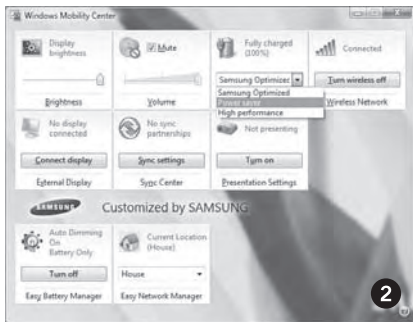 Windows Mobility Center
Display
brightness
Brightness
Mute
Volume
Fully charged
(100%)
Samsung Optimized
Samsung Optimized
Power saver
High performance
Connected
Turn wireless off
Wireless Network
No display
connected
Connect display
External Display
No sync
partnerships
Sync settings
Sync Center
Not presenting
Turn on
Presentation Settings
SAMSUNG
Customized by SAMSUNG
Auto Dimming
On
Battery Only
Turn off
Easy Battery Manager
Current Location
(House)
House
Easy Network Manager
2